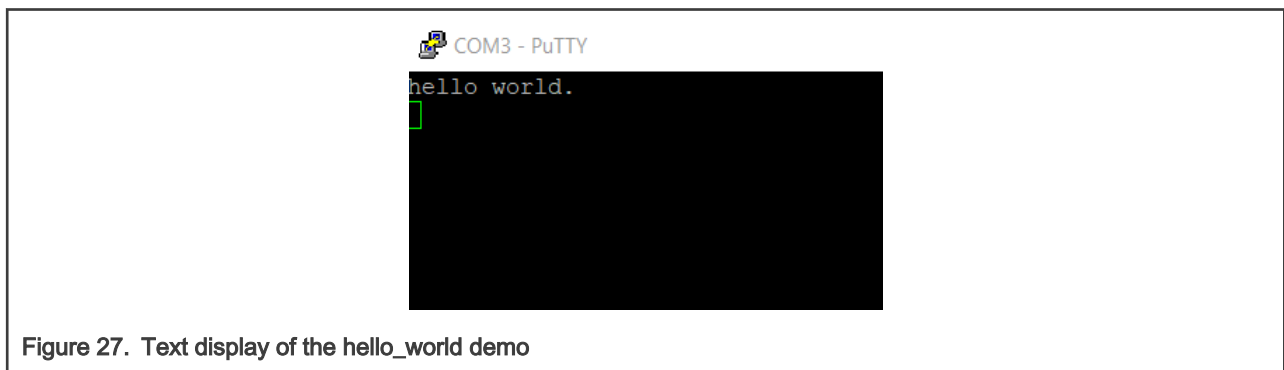 COM3 - PuTTY
hello world.
Figure 27. Text display of the hello_world demo